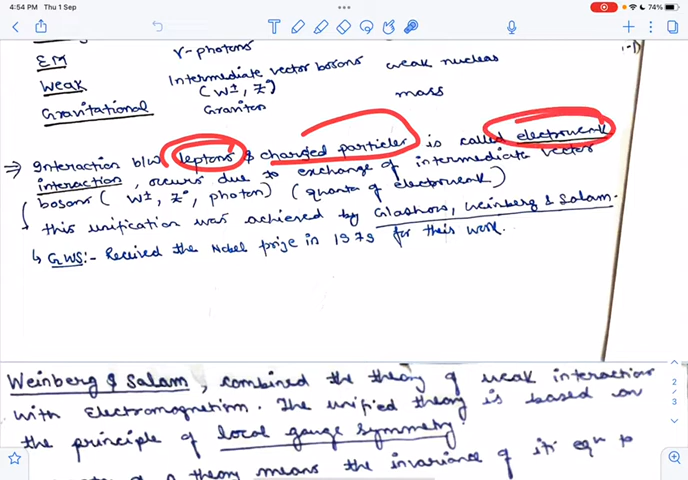 4:54 PM Thu 1 Sep
74%
EM γ-photons
Weak Intermediate vector bosons weak nucleas
(W±, Z°)
Gravitational Graviton mass
⇒ Interaction b/w leptons & charged particles is called electroweak
interaction, occurs due to exchange of intermediate vector
bosons (W±, Z°, photon) (quanta of electroweak)
this unification was achieved by Glashow, Weinberg & Salam.
↳ GWS:- Received the Nobel prize in 1979 for this work.
Weinberg & Salam, combined the theory of weak interaction
with Electromagnetism. The unified theory is based on
the principle of local gauge symmetry.
of a theory means the invariance of its eqn to
2
3